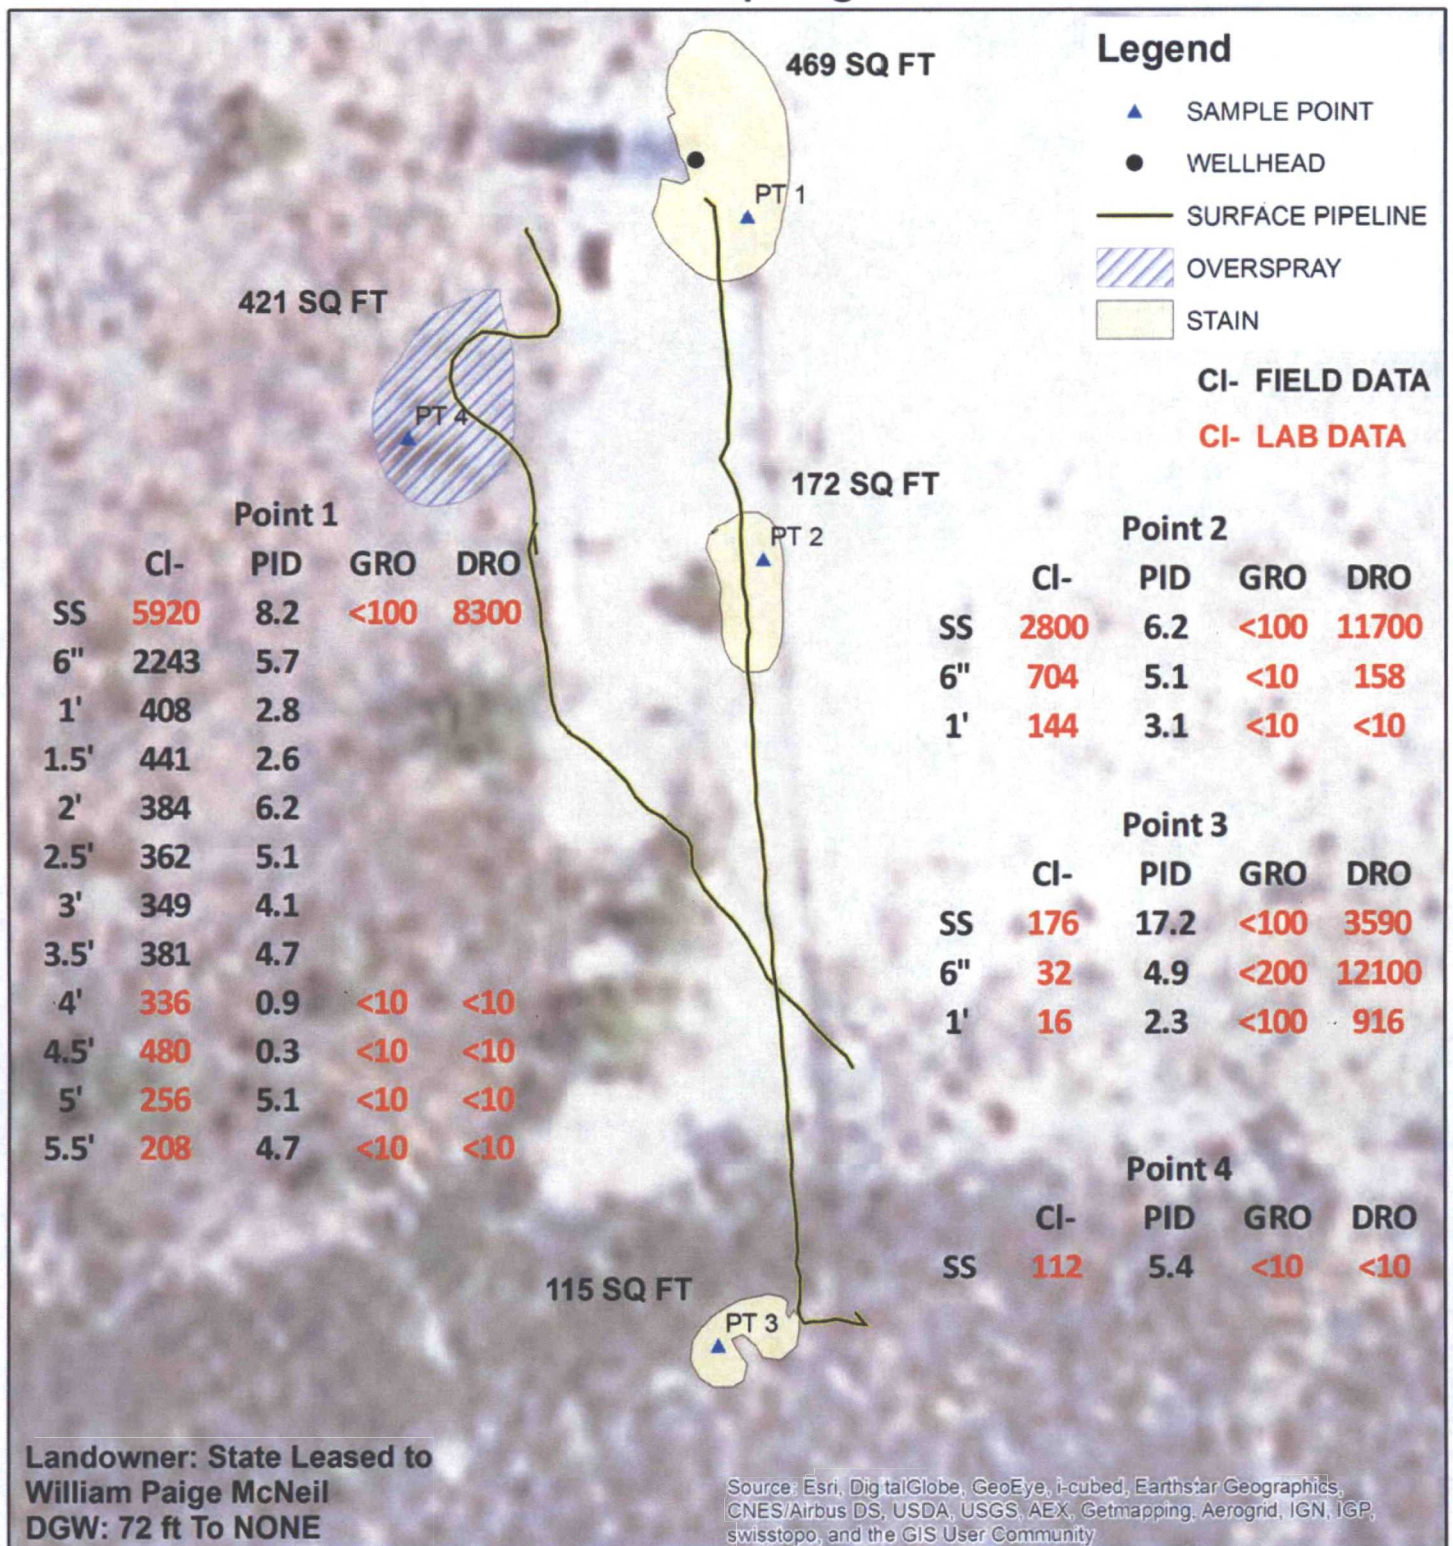 469 SQ FT
Legend
SAMPLE POINT
WELLHEAD
SURFACE PIPELINE
OVERSPRAY
STAIN
Cl- FIELD DATA
Cl- LAB DATA
PT 1
421 SQ FT
PT 4
172 SQ FT
PT 2
Point 1
Cl- PID GRO DRO
SS 5920 8.2 <100 8300
6" 2243 5.7
1' 408 2.8
1.5' 441 2.6
2' 384 6.2
2.5' 362 5.1
3' 349 4.1
3.5' 381 4.7
4' 336 0.9 <10 <10
4.5' 480 0.3 <10 <10
5' 256 5.1 <10 <10
5.5' 208 4.7 <10 <10
Point 2
Cl- PID GRO DRO
SS 2800 6.2 <100 11700
6" 704 5.1 <10 158
1' 144 3.1 <10 <10
Point 3
Cl- PID GRO DRO
SS 176 17.2 <100 3590
6" 32 4.9 <200 12100
1' 16 2.3 <100 916
Point 4
Cl- PID GRO DRO
SS 112 5.4 <10 <10
115 SQ FT
PT 3
Landowner: State Leased to
William Paige McNeil
DGW: 72 ft To NONE
Source: Esri, DigitalGlobe, GeoEye, i-cubed, Earthstar Geographics,
CNES/Airbus DS, USDA, USGS, AEX, Getmapping, Aerogrid, IGN, IGP,
swisstopo, and the GIS User Community